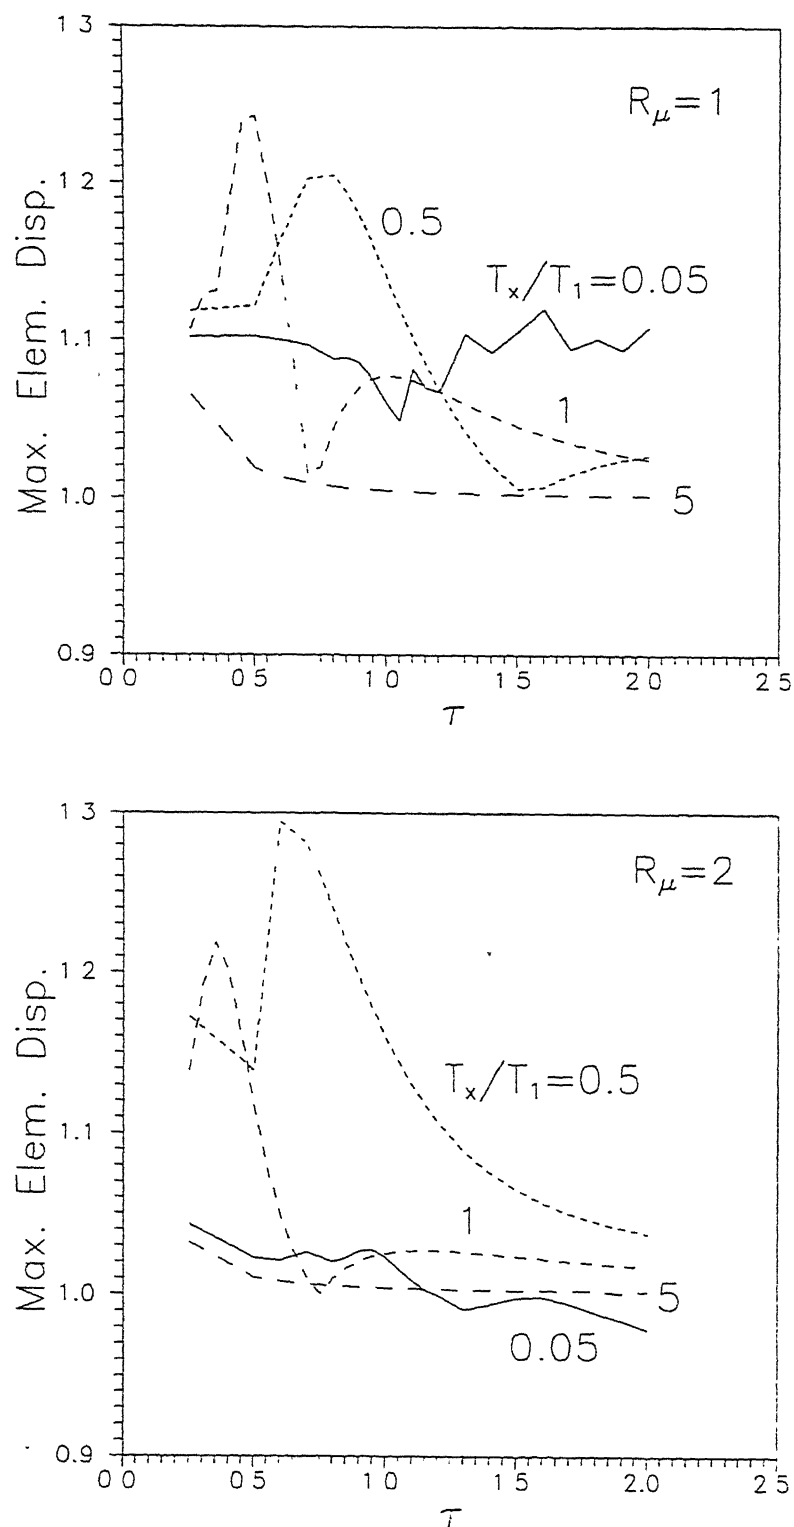 1 3
R_μ=1
1 2
0.5
T_x/T_1=0.05
Max. Elem. Disp.
1.1
1
1.0
5
0.9
0 0 0 5 1 0 1 5 2 0 2 5
τ
1 3
R_μ=2
1 2
Max. Elem. Disp.
T_x/T_1=0.5
1.1
1
1.0
5
0.05
0.9
0 0 0 5 1 0 1 5 2 0 2 5
τ